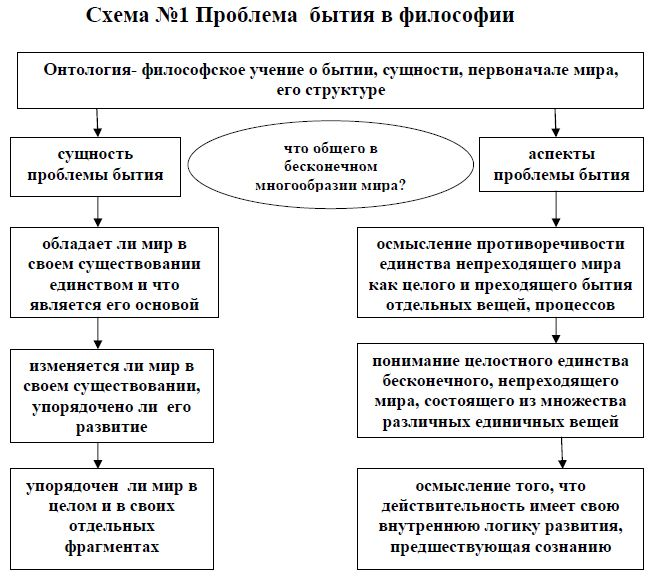 Схема №1 Проблема бытия в философии
Онтология- философское учение о бытии, сущности, первоначале мира,
его структуре
сущность
проблемы бытия
что общего в
бесконечном
многообразии мира?
аспекты
проблемы бытия
обладает ли мир в
своем существовании
единством и что
является его основой
осмысление противоречивости
единства непреходящего мира
как целого и преходящего бытия
отдельных вещей, процессов
изменяется ли мир в
своем существовании,
упорядочено ли его
развитие
понимание целостного единства
бесконечного, непреходящего
мира, состоящего из множества
различных единичных вещей
упорядочен ли мир в
целом и в своих
отдельных
фрагментах
осмысление того, что
действительность имеет свою
внутреннюю логику развития,
предшествующая сознанию